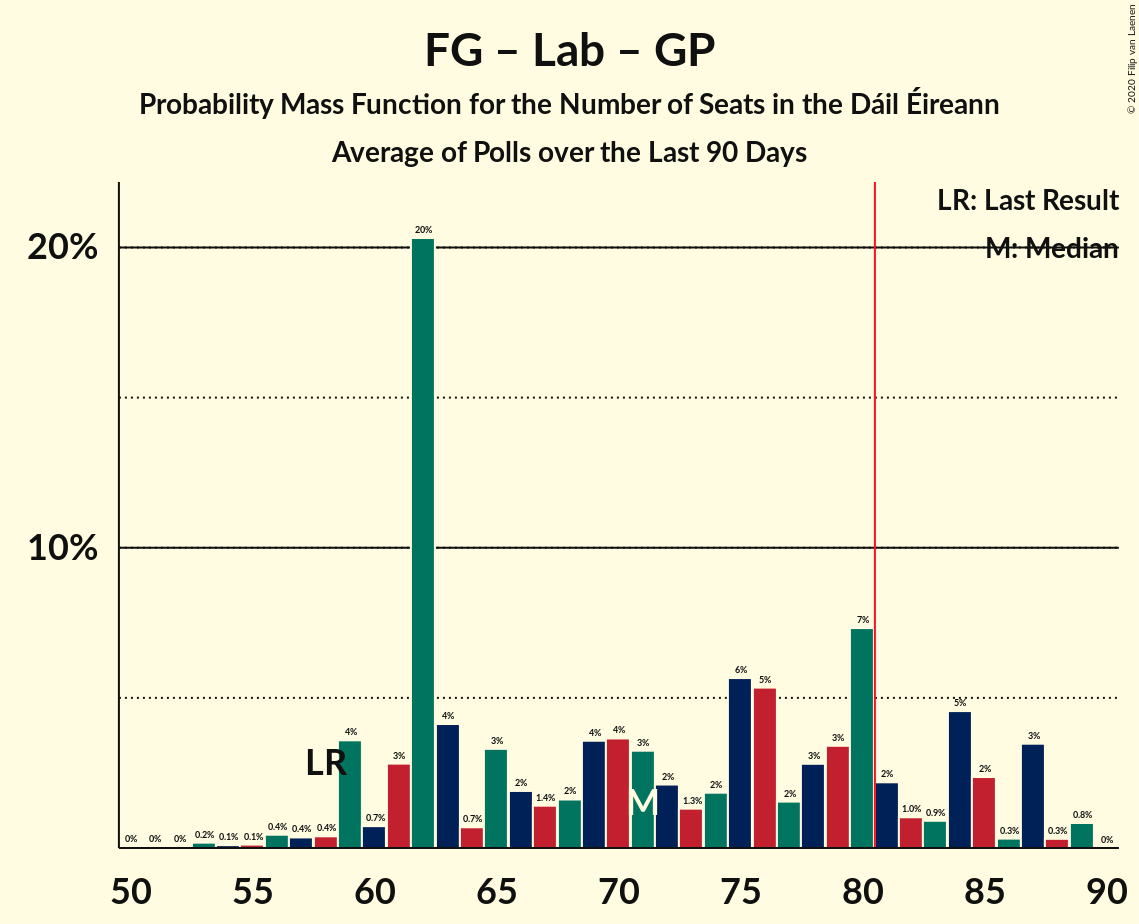 FG – Lab – GP
Probability Mass Function for the Number of Seats in the Dáil Éireann
Average of Polls over the Last 90 Days
© 2020 Filip van Laenen
LR: Last Result
M: Median
20%
10%
0% 0% 0% 0.2% 0.1% 0.1% 0.4% 0.4% 0.4% 4% 0.7% 3% 20% 4% 0.7% 3% 2% 1.4% 2% 4% 4% 3% 2% 1.3% 2% 6% 5% 2% 3% 3% 7% 2% 1.0% 0.9% 5% 2% 0.3% 3% 0.3% 0.8% 0%
LR
M
50 55 60 65 70 75 80 85 90